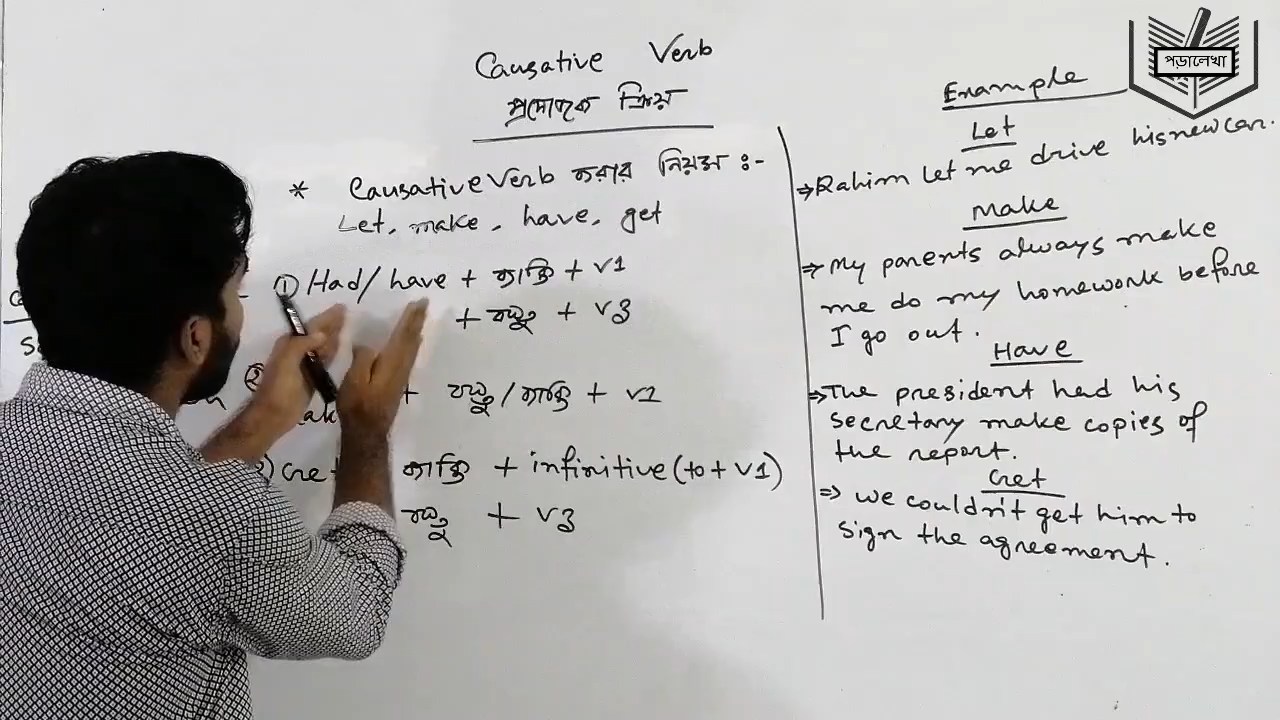 Causative Verb
প্রযোজক ক্রিয়া
* Causative Verb করার নিয়ম :-
Let, make, have, get
① Had/ have + ব্যক্তি + v1
+ বস্তু + v3
+ বস্তু/ব্যক্তি + v1
Get ব্যক্তি + infinitive (to + v1)
বস্তু + v3
Example
Let
⇒ Rahim Let me drive his new car.
Make
⇒ My parents always make
me do my homework before
I go out.
Have
⇒ The president had his
secretary make copies of
the report.
Get
⇒ we couldn't get him to
sign the agreement.
পড়ালেখা